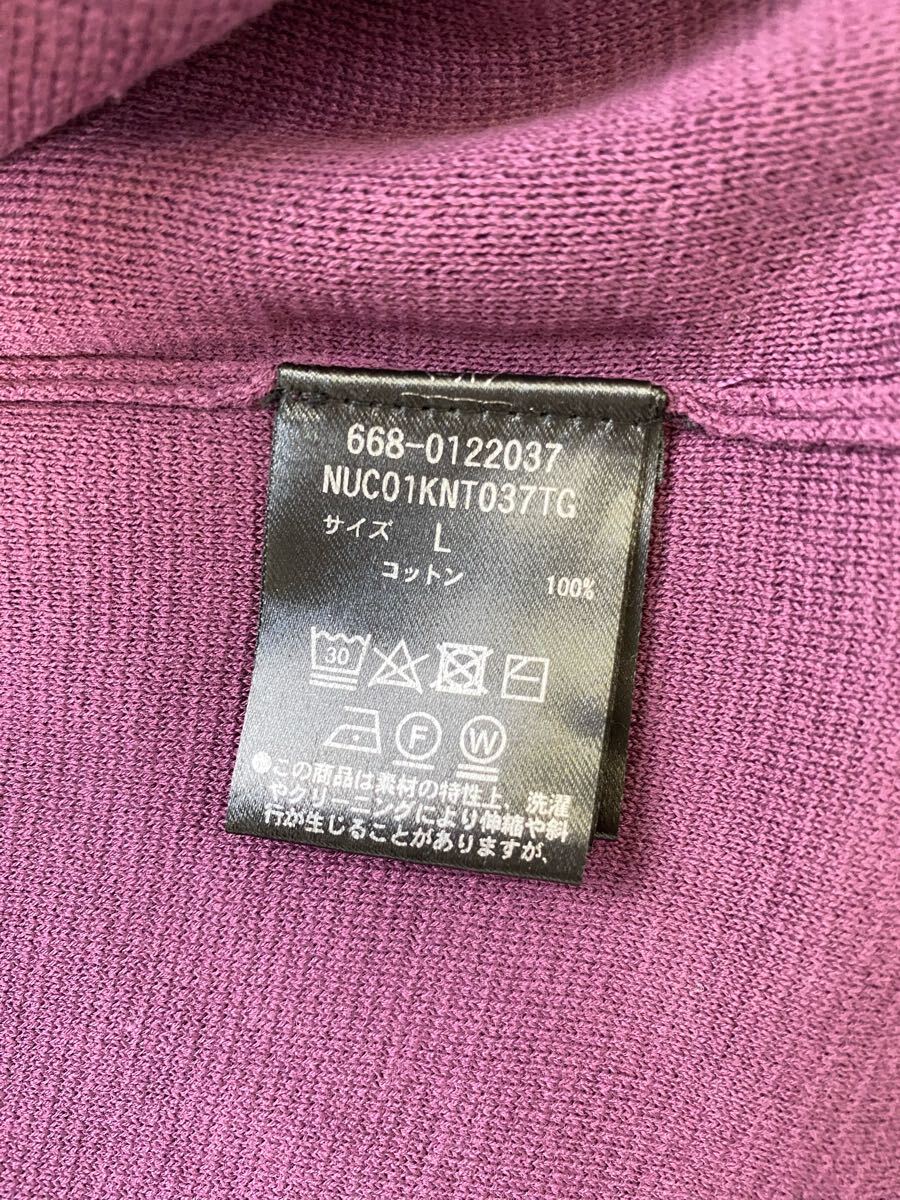 668-0122037
NUC01KNT037TG
サイズ L
コットン 100%
30
F W
●この商品は素材の特性上、洗濯
やクリーニングにより伸縮や斜
行が生じることがありますが、